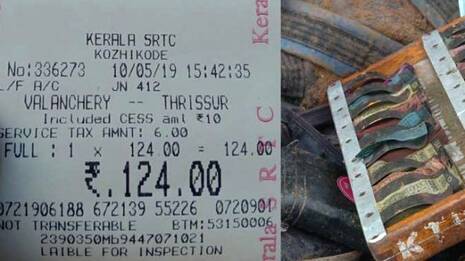 KERALA SRTC
KOZHIKODE
No:336273 10/05/19 15:42:35
L/F A/C JN 412
VALANCHERY -- THRISSUR
Included CESS amt ₹10
SERVICE TAX AMNT: 6.00
FULL : 1 x 124.00 = 124.00
₹.124.00
0721906188 672139 55226 0720904
NOT TRANSFERABLE BTM:53150006
2390350Mb9447071021
LAIBLE FOR INSPECTION
Kerala
Kerala S R T C